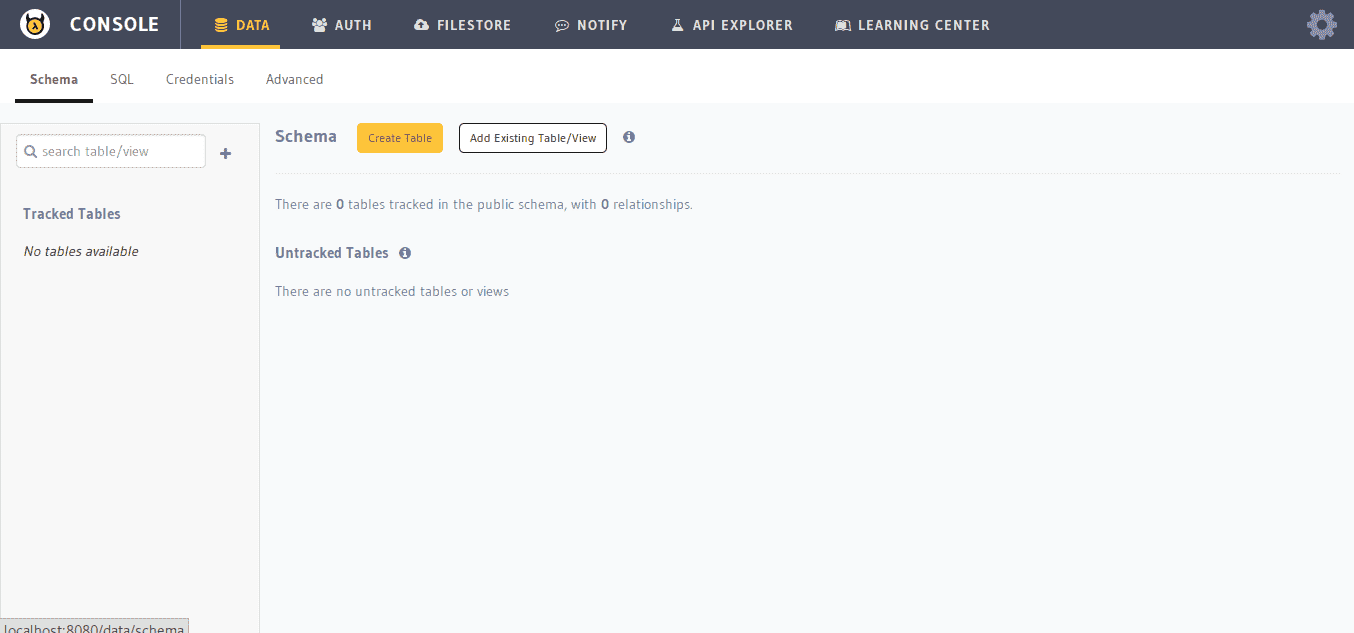 CONSOLE DATA AUTH FILESTORE NOTIFY API EXPLORER LEARNING CENTER
Schema SQL Credentials Advanced
search table/view
Schema Create Table Add Existing Table/View
Tracked Tables
There are 0 tables tracked in the public schema, with 0 relationships.
No tables available
Untracked Tables
There are no untracked tables or views
localhost:8080/data/schema